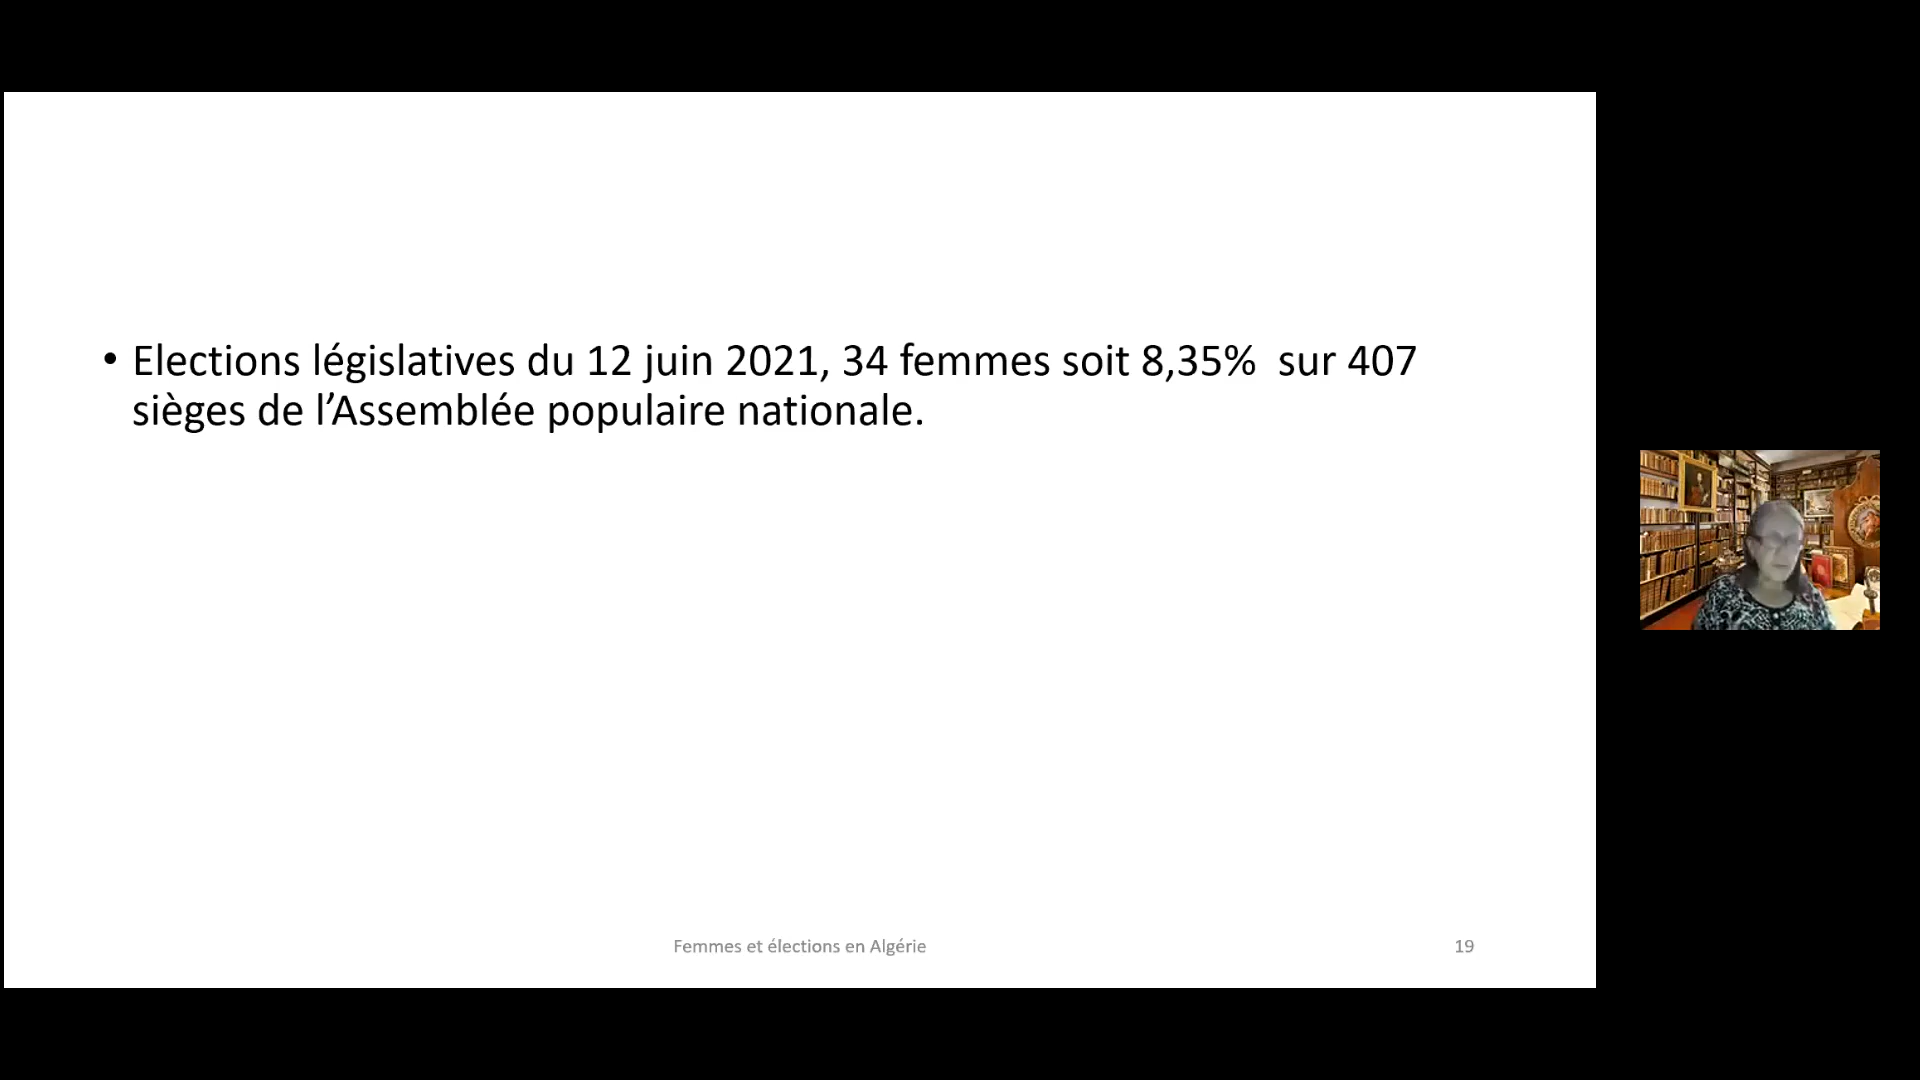 • Elections législatives du 12 juin 2021, 34 femmes soit 8,35%  sur 407
sièges de l’Assemblée populaire nationale.
Femmes et élections en Algérie
19